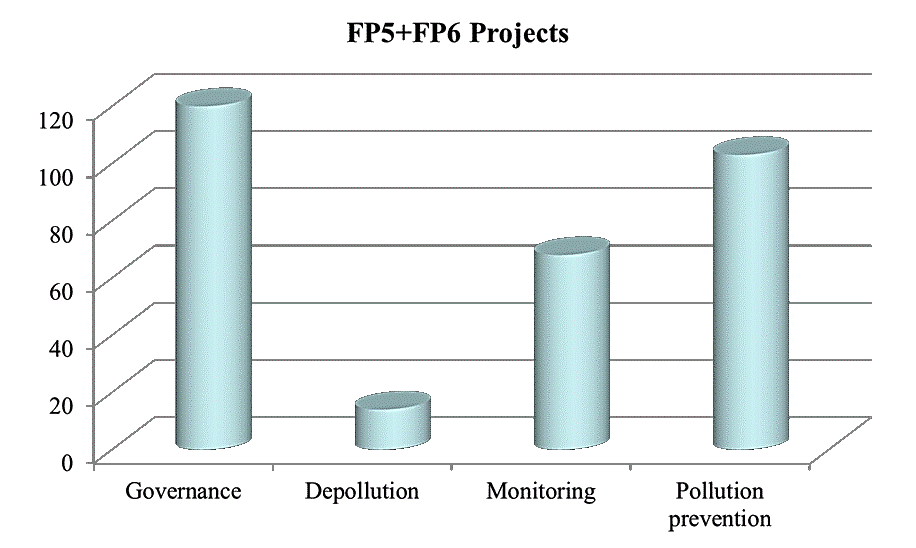 FP5+FP6 Projects
120
100
80
60
40
20
0
Governance
Depollution
Monitoring
Pollution
prevention